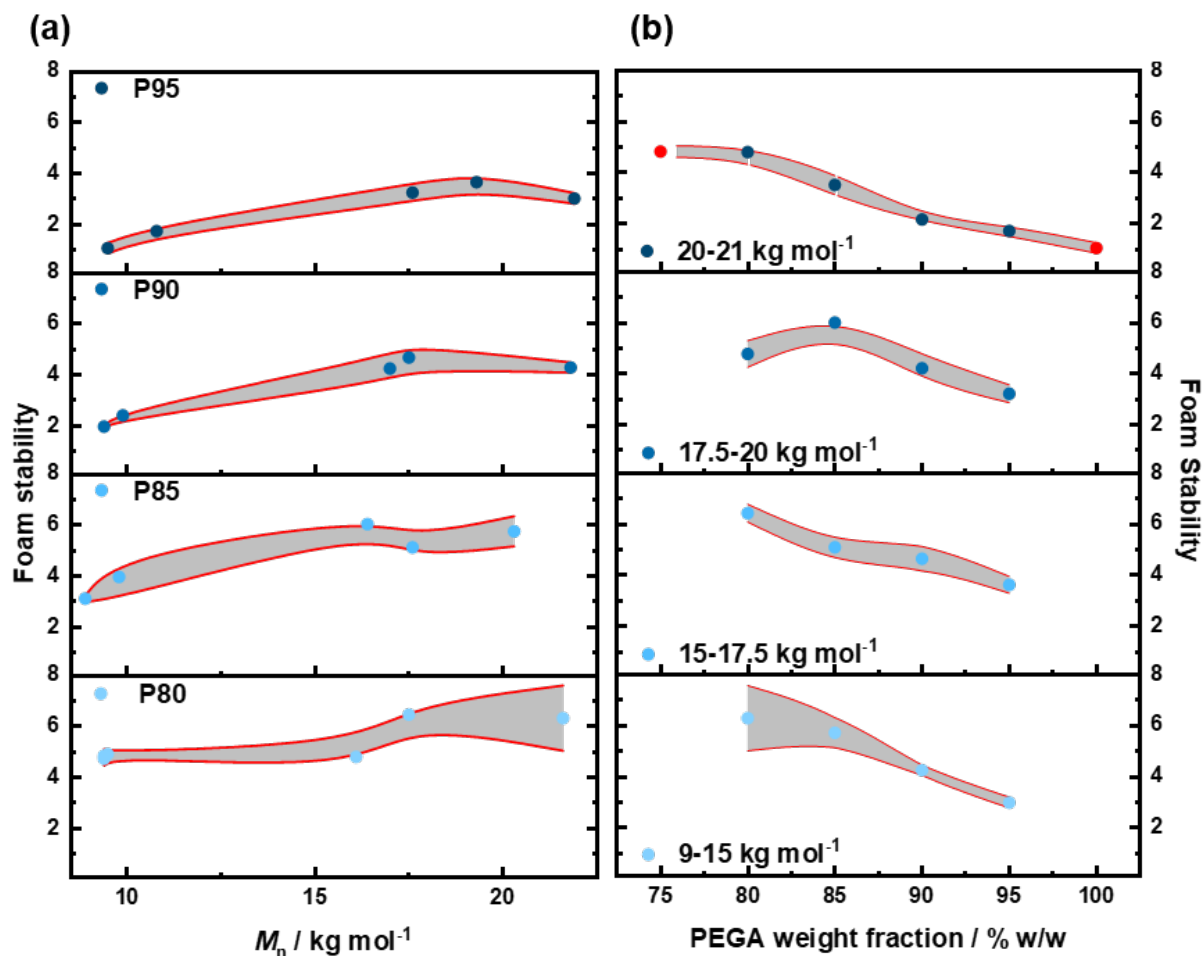 (a)
(b)
8
P95
6
4
2
8
P90
6
4
2
8
P85
6
4
2
8
P80
6
4
2
10
15
20
Foam stability
Mₙ / kg mol⁻¹
8
6
4
2
20-21 kg mol⁻¹
8
6
4
2
17.5-20 kg mol⁻¹
8
6
4
2
15-17.5 kg mol⁻¹
8
6
4
2
9-15 kg mol⁻¹
75
80
85
90
95
100
Foam Stability
PEGA weight fraction / % w/w